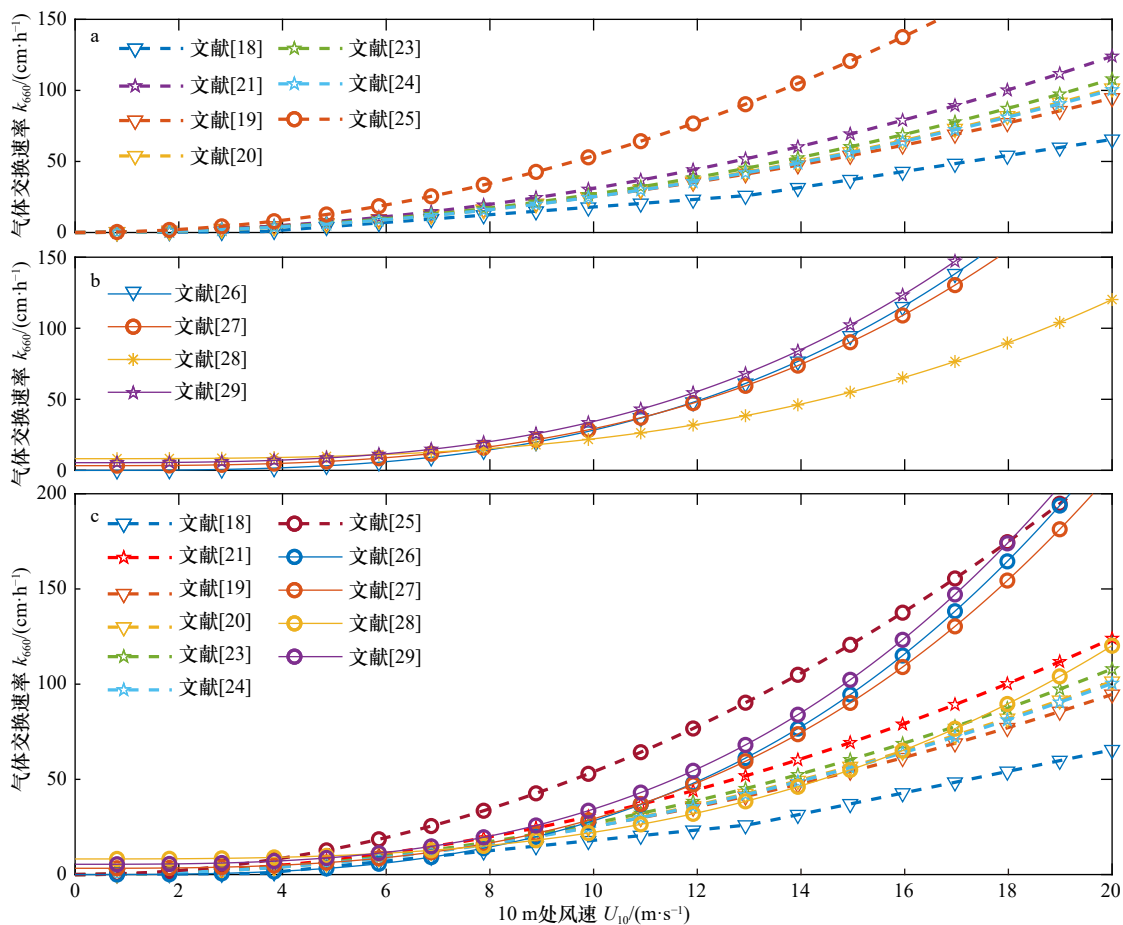 150
a
文献[18]
文献[23]
100
文献[21]
文献[24]
文献[19]
文献[25]
50
文献[20]
0
气体交换速率 k₆₆₀/(cm·h⁻¹)
150
b
文献[26]
100
文献[27]
文献[28]
50
文献[29]
0
气体交换速率 k₆₆₀/(cm·h⁻¹)
200
c
文献[18]
文献[25]
文献[21]
文献[26]
150
文献[19]
文献[27]
文献[20]
文献[28]
文献[23]
文献[29]
100
文献[24]
50
0
气体交换速率 k₆₆₀/(cm·h⁻¹)
0 2 4 6 8 10 12 14 16 18 20
10 m处风速 U₁₀/(m·s⁻¹)